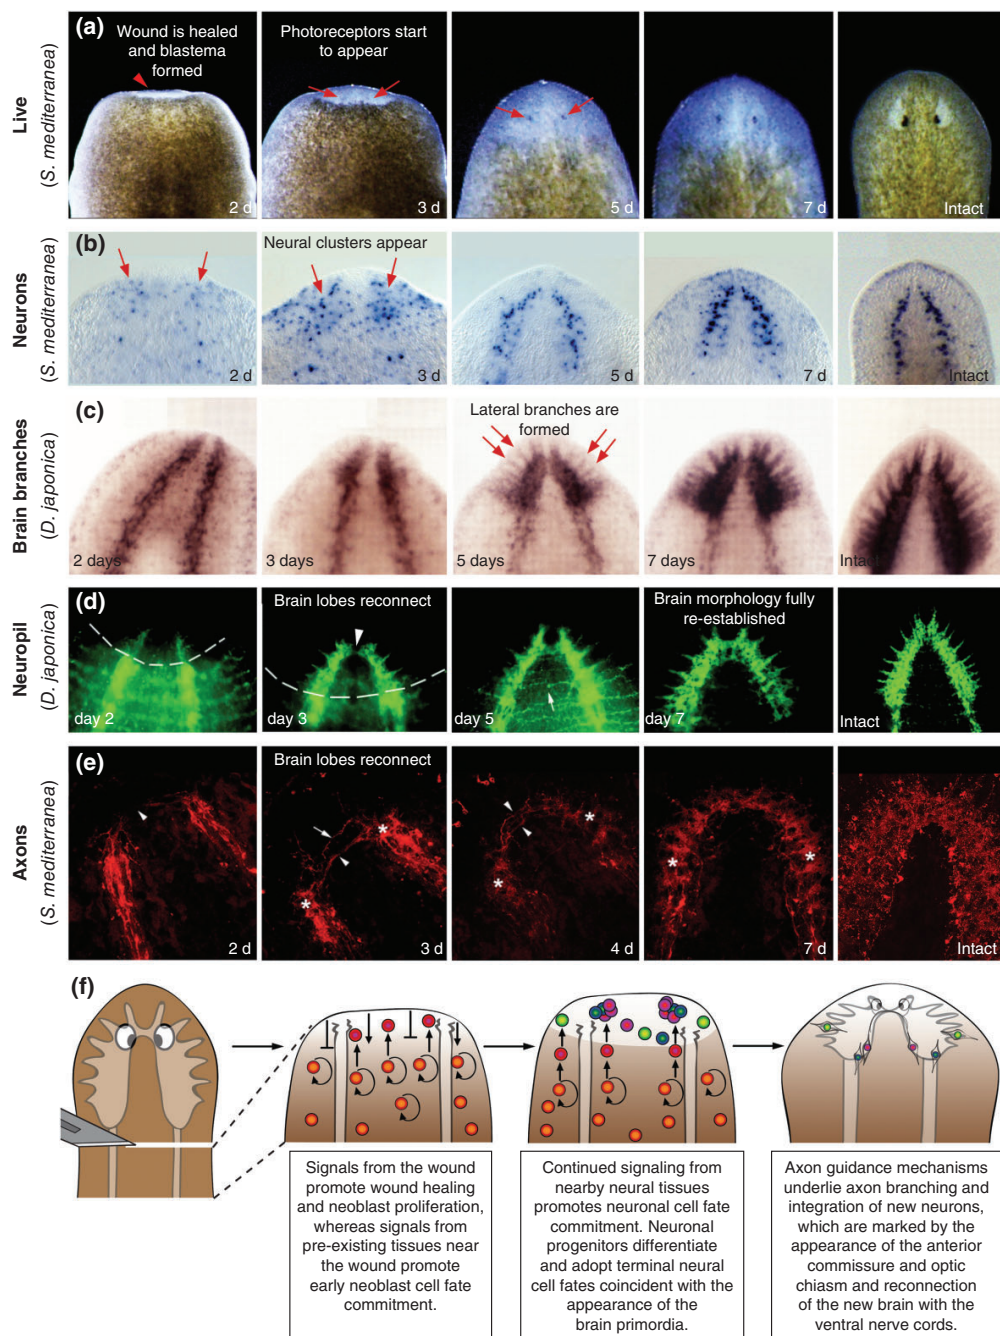 (a)
Wound is healed
and blastema
formed
Photoreceptors start
to appear
Live
(S. mediterranea)
2 d
3 d
5 d
7 d
Intact
(b)
Neural clusters appear
Neurons
(S. mediterranea)
2 d
3 d
5 d
7 d
Intact
(c)
Lateral branches are
formed
Brain branches
(D. japonica)
2 days
3 days
5 days
7 days
Intact
(d)
Brain lobes reconnect
Brain morphology fully
re-established
Neuropil
(D. japonica)
day 2
day 3
day 5
day 7
Intact
(e)
Brain lobes reconnect
Axons
(S. mediterranea)
2 d
3 d
4 d
7 d
Intact
(f)
Signals from the wound
promote wound healing
and neoblast proliferation,
whereas signals from
pre-existing tissues near
the wound promote
early neoblast cell fate
commitment.
Continued signaling from
nearby neural tissues
promotes neuronal cell fate
commitment. Neuronal
progenitors differentiate
and adopt terminal neural
cell fates coincident with the
appearance of the
brain primordia.
Axon guidance mechanisms
underlie axon branching and
integration of new neurons,
which are marked by the
appearance of the anterior
commissure and optic
chiasm and reconnection
of the new brain with the
ventral nerve cords.